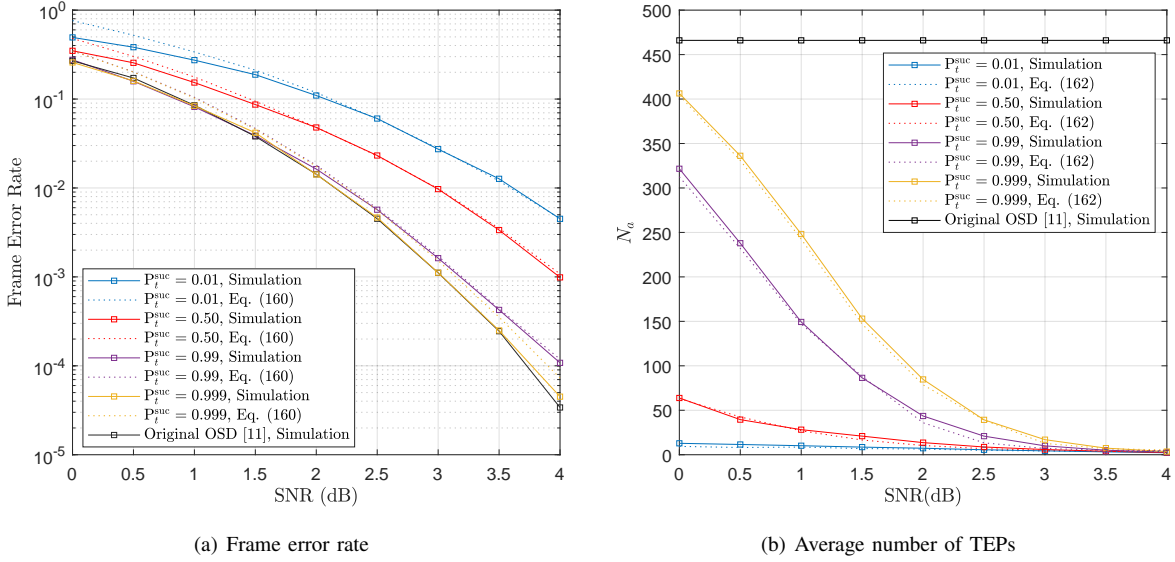 10^0
10^-1
10^-2
10^-3
10^-4
10^-5
Frame Error Rate
P_t^suc = 0.01, Simulation
P_t^suc = 0.01, Eq. (160)
P_t^suc = 0.50, Simulation
P_t^suc = 0.50, Eq. (160)
P_t^suc = 0.99, Simulation
P_t^suc = 0.99, Eq. (160)
P_t^suc = 0.999, Simulation
P_t^suc = 0.999, Eq. (160)
Original OSD [11], Simulation
0 0.5 1 1.5 2 2.5 3 3.5 4
SNR (dB)
(a) Frame error rate
500
450
400
350
300
250
200
150
100
50
0
N_a
P_t^suc = 0.01, Simulation
P_t^suc = 0.01, Eq. (162)
P_t^suc = 0.50, Simulation
P_t^suc = 0.50, Eq. (162)
P_t^suc = 0.99, Simulation
P_t^suc = 0.99, Eq. (162)
P_t^suc = 0.999, Simulation
P_t^suc = 0.999, Eq. (162)
Original OSD [11], Simulation
0 0.5 1 1.5 2 2.5 3 3.5 4
SNR(dB)
(b) Average number of TEPs